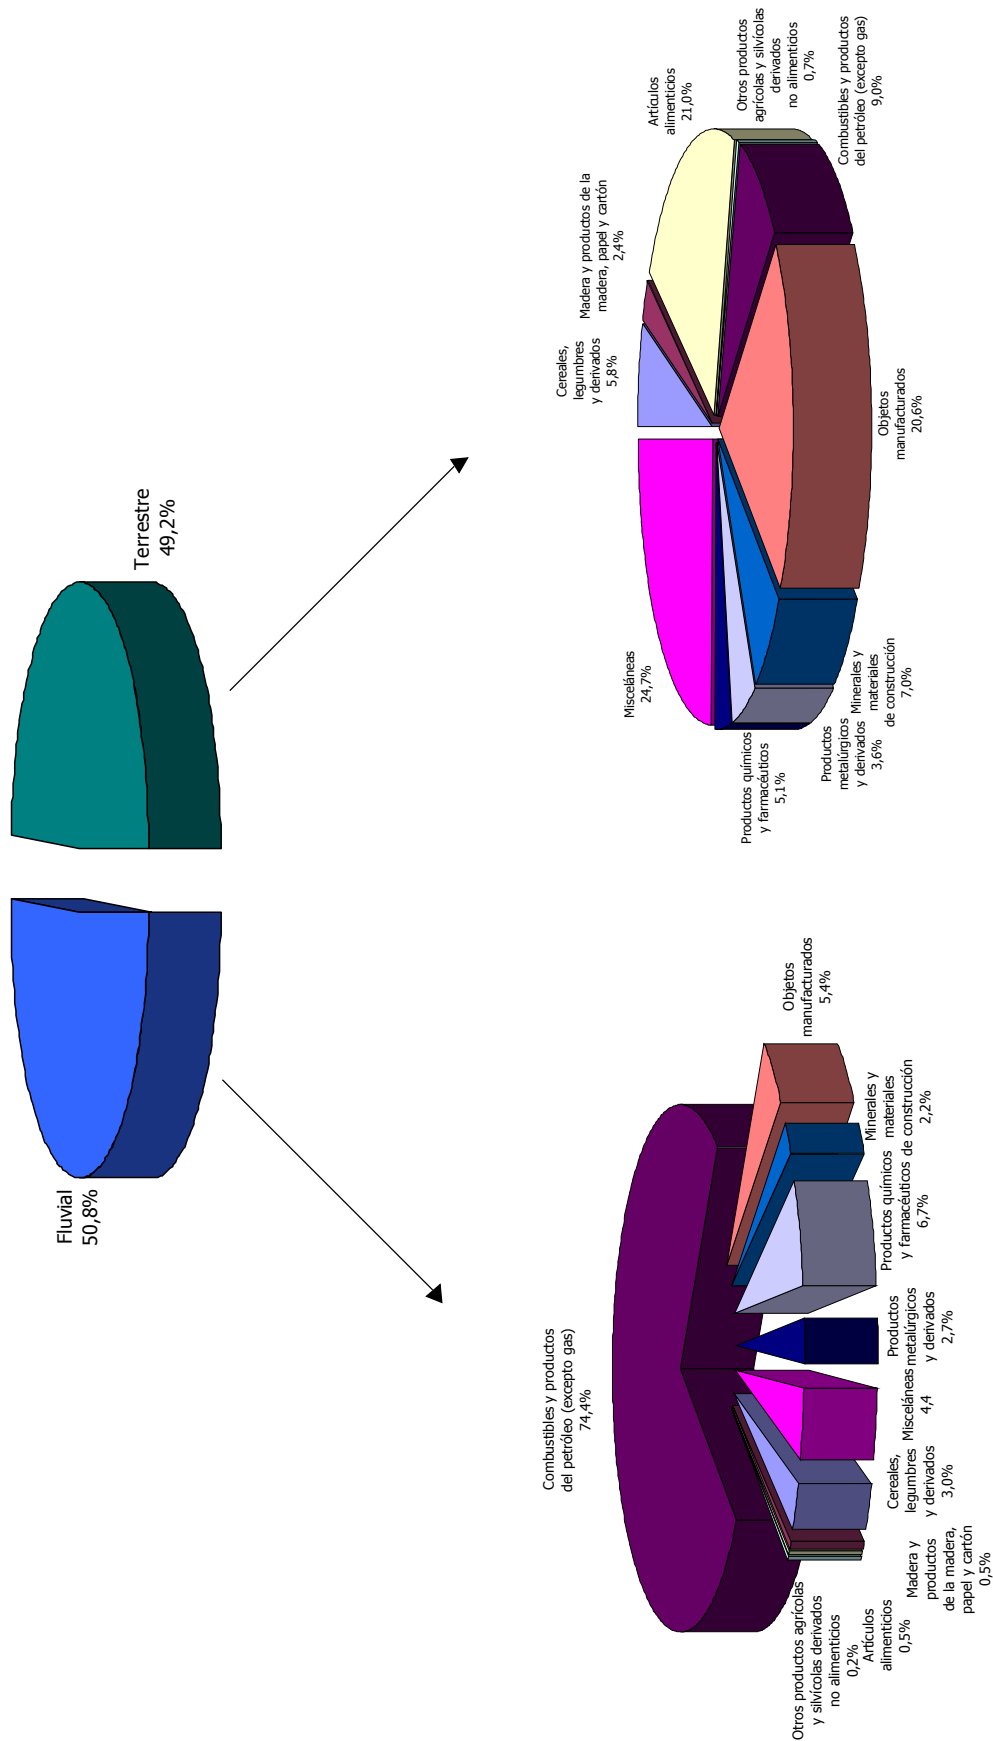 Fluvial
50,8%
Terrestre
49,2%
Combustibles y productos
del petróleo (excepto gas)
74,4%
Otros productos agrícolas
y silvícolas derivados
no alimenticios
0,2%
Artículos
alimenticios
0,5%
Madera y
productos
de la madera,
papel y cartón
0,5%
Cereales,
legumbres
y derivados
3,0%
Misceláneas
4,4
Productos
metalúrgicos
y derivados
2,7%
Productos químicos
y farmacéuticos
6,7%
Minerales y
materiales
de construcción
2,2%
Objetos
manufacturados
5,4%
Misceláneas
24,7%
Cereales,
legumbres
y derivados
5,8%
Madera y productos de la
madera, papel y cartón
2,4%
Artículos
alimenticios
21,0%
Otros productos
agrícolas y silvícolas
derivados
no alimenticios
0,7%
Combustibles y productos
del petróleo (excepto gas)
9,0%
Objetos
manufacturados
20,6%
Minerales y
materiales
de construcción
7,0%
Productos
metalúrgicos
y derivados
3,6%
Productos químicos
y farmacéuticos
5,1%